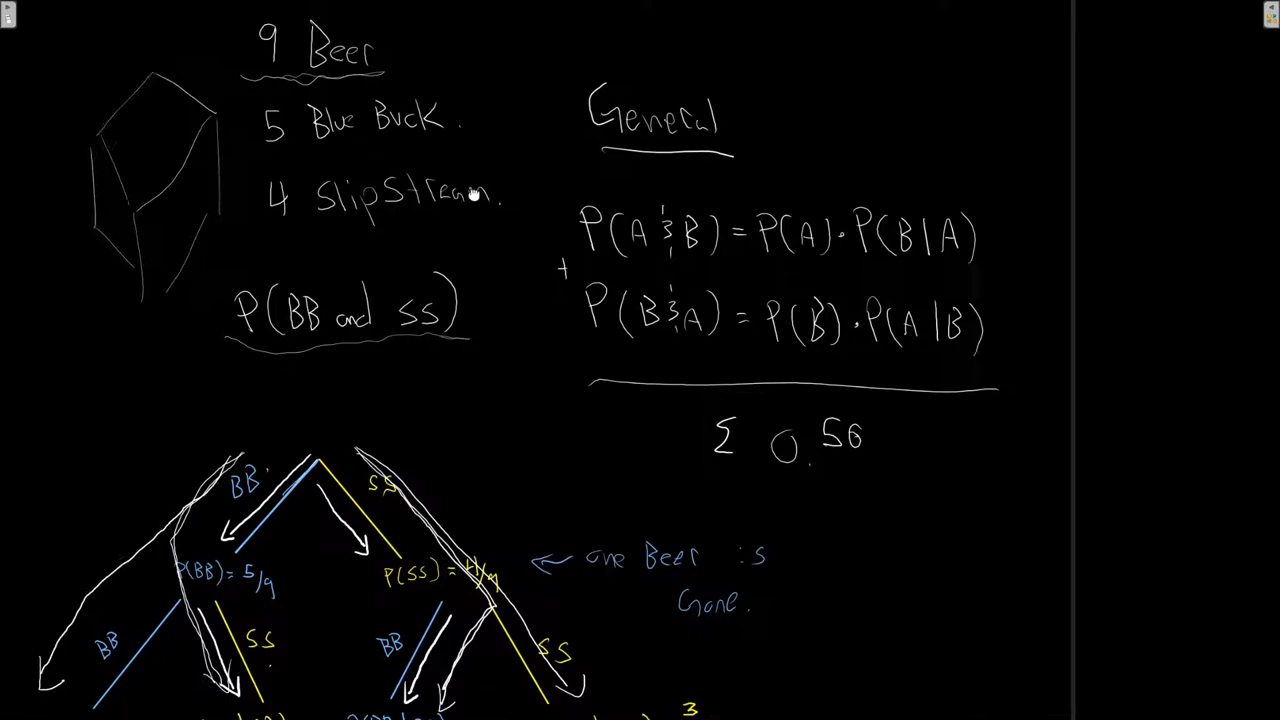 9 Beer
5 Blue Buck.
4 SlipStream.
P(BB and SS)
General
P(A & B) = P(A) · P(B | A)
+
P(B & A) = P(B) · P(A | B)
Σ 0.56
BB
SS
P(BB) = 5/9
P(SS) = 4/9
← one Beer is
Gone.
BB
SS
BB
SS
3